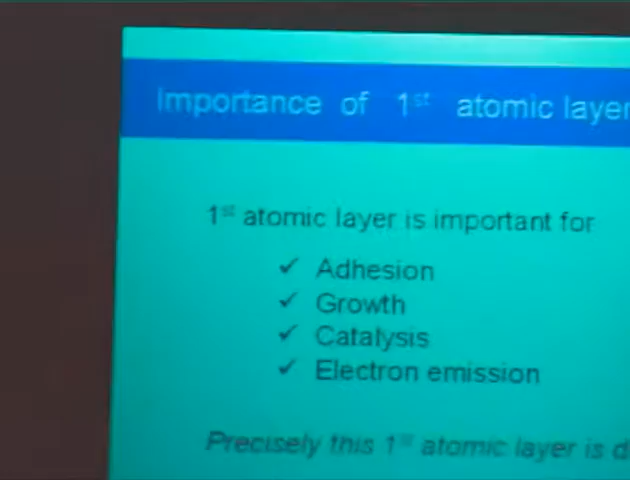 Importance of 1st atomic layer
1st atomic layer is important for
✓ Adhesion
✓ Growth
✓ Catalysis
✓ Electron emission
Precisely this 1st atomic layer is